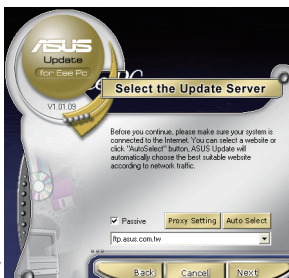 ASUS
Update
for Eee Pc
V1.01.09
PC
Select the Update Server
Before you continue, please make sure your system is
connected to the Internet. You can select a website or
click "AutoSelect" button, ASUS Update will
automatically choose the best suitable website
according to network traffic.
Passive
Proxy Setting
Auto Select
ftp.asus.com.tw
Back
Cancel
Next